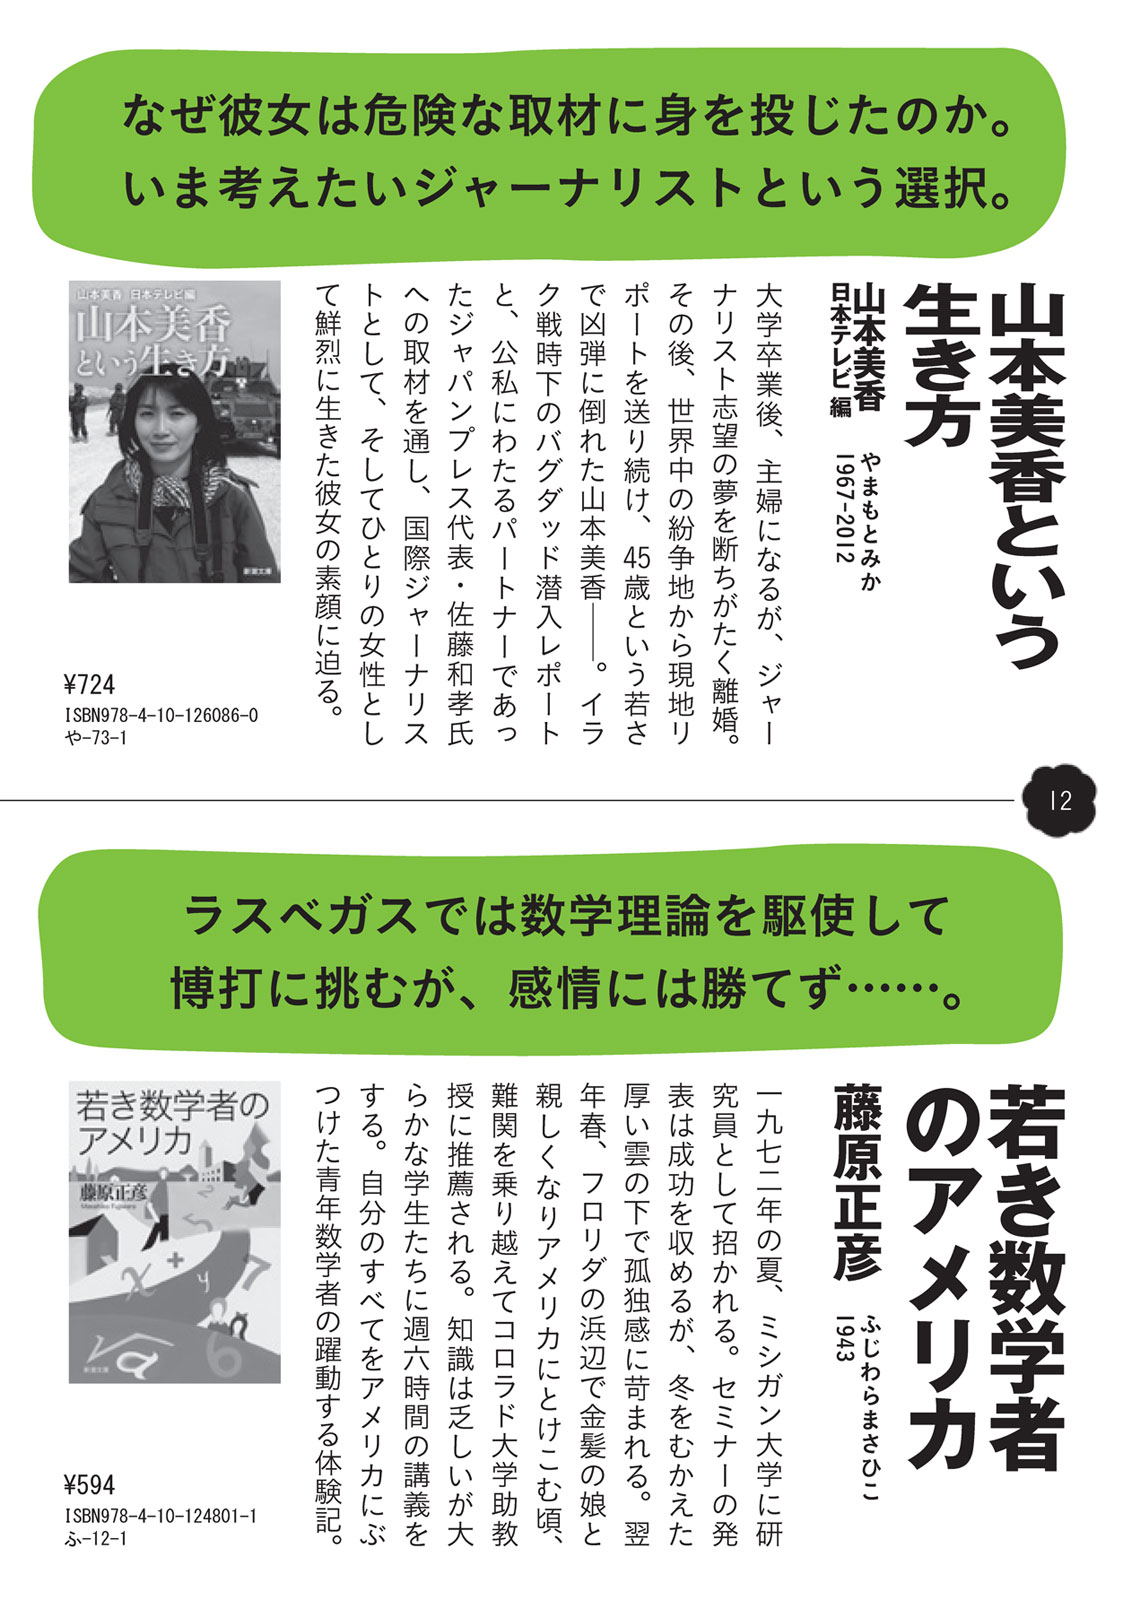 なぜ彼女は危険な取材に身を投じたのか。
いま考えたいジャーナリストという選択。
山本美香という
生き方
山本美香
日本テレビ 編
やまもとみか
1967-2012
大学卒業後、主婦になるが、ジャー
ナリスト志望の夢を断ちがたく離婚。
その後、世界中の紛争地から現地リ
ポートを送り続け、45歳という若さ
で凶弾に倒れた山本美香――。イラ
ク戦時下のバグダッド潜入レポート
と、公私にわたるパートナーであっ
たジャパンプレス代表・佐藤和孝氏
への取材を通し、国際ジャーナリス
トとして、そしてひとりの女性とし
て鮮烈に生きた彼女の素顔に迫る。
山本美香 日本テレビ編
山本美香
という生き方
新潮文庫
¥724
ISBN978-4-10-126086-0
や-73-1
12
ラスベガスでは数学理論を駆使して
博打に挑むが、感情には勝てず……。
若き数学者
のアメリカ
藤原正彦
ふじわらまさひこ
1943
一九七二年の夏、ミシガン大学に研
究員として招かれる。セミナーの発
表は成功を収めるが、冬をむかえた
厚い雲の下で孤独感に苛まれる。翌
年春、フロリダの浜辺で金髪の娘と
親しくなりアメリカにとけこむ頃、
難関を乗り越えてコロラド大学助教
授に推薦される。知識は乏しいが大
らかな学生たちに週六時間の講義を
する。自分のすべてをアメリカにぶ
つけた青年数学者の躍動する体験記。
若き数学者の
アメリカ
藤原正彦
Masahiko Fujiwara
新潮文庫
¥594
ISBN978-4-10-124801-1
ふ-12-1